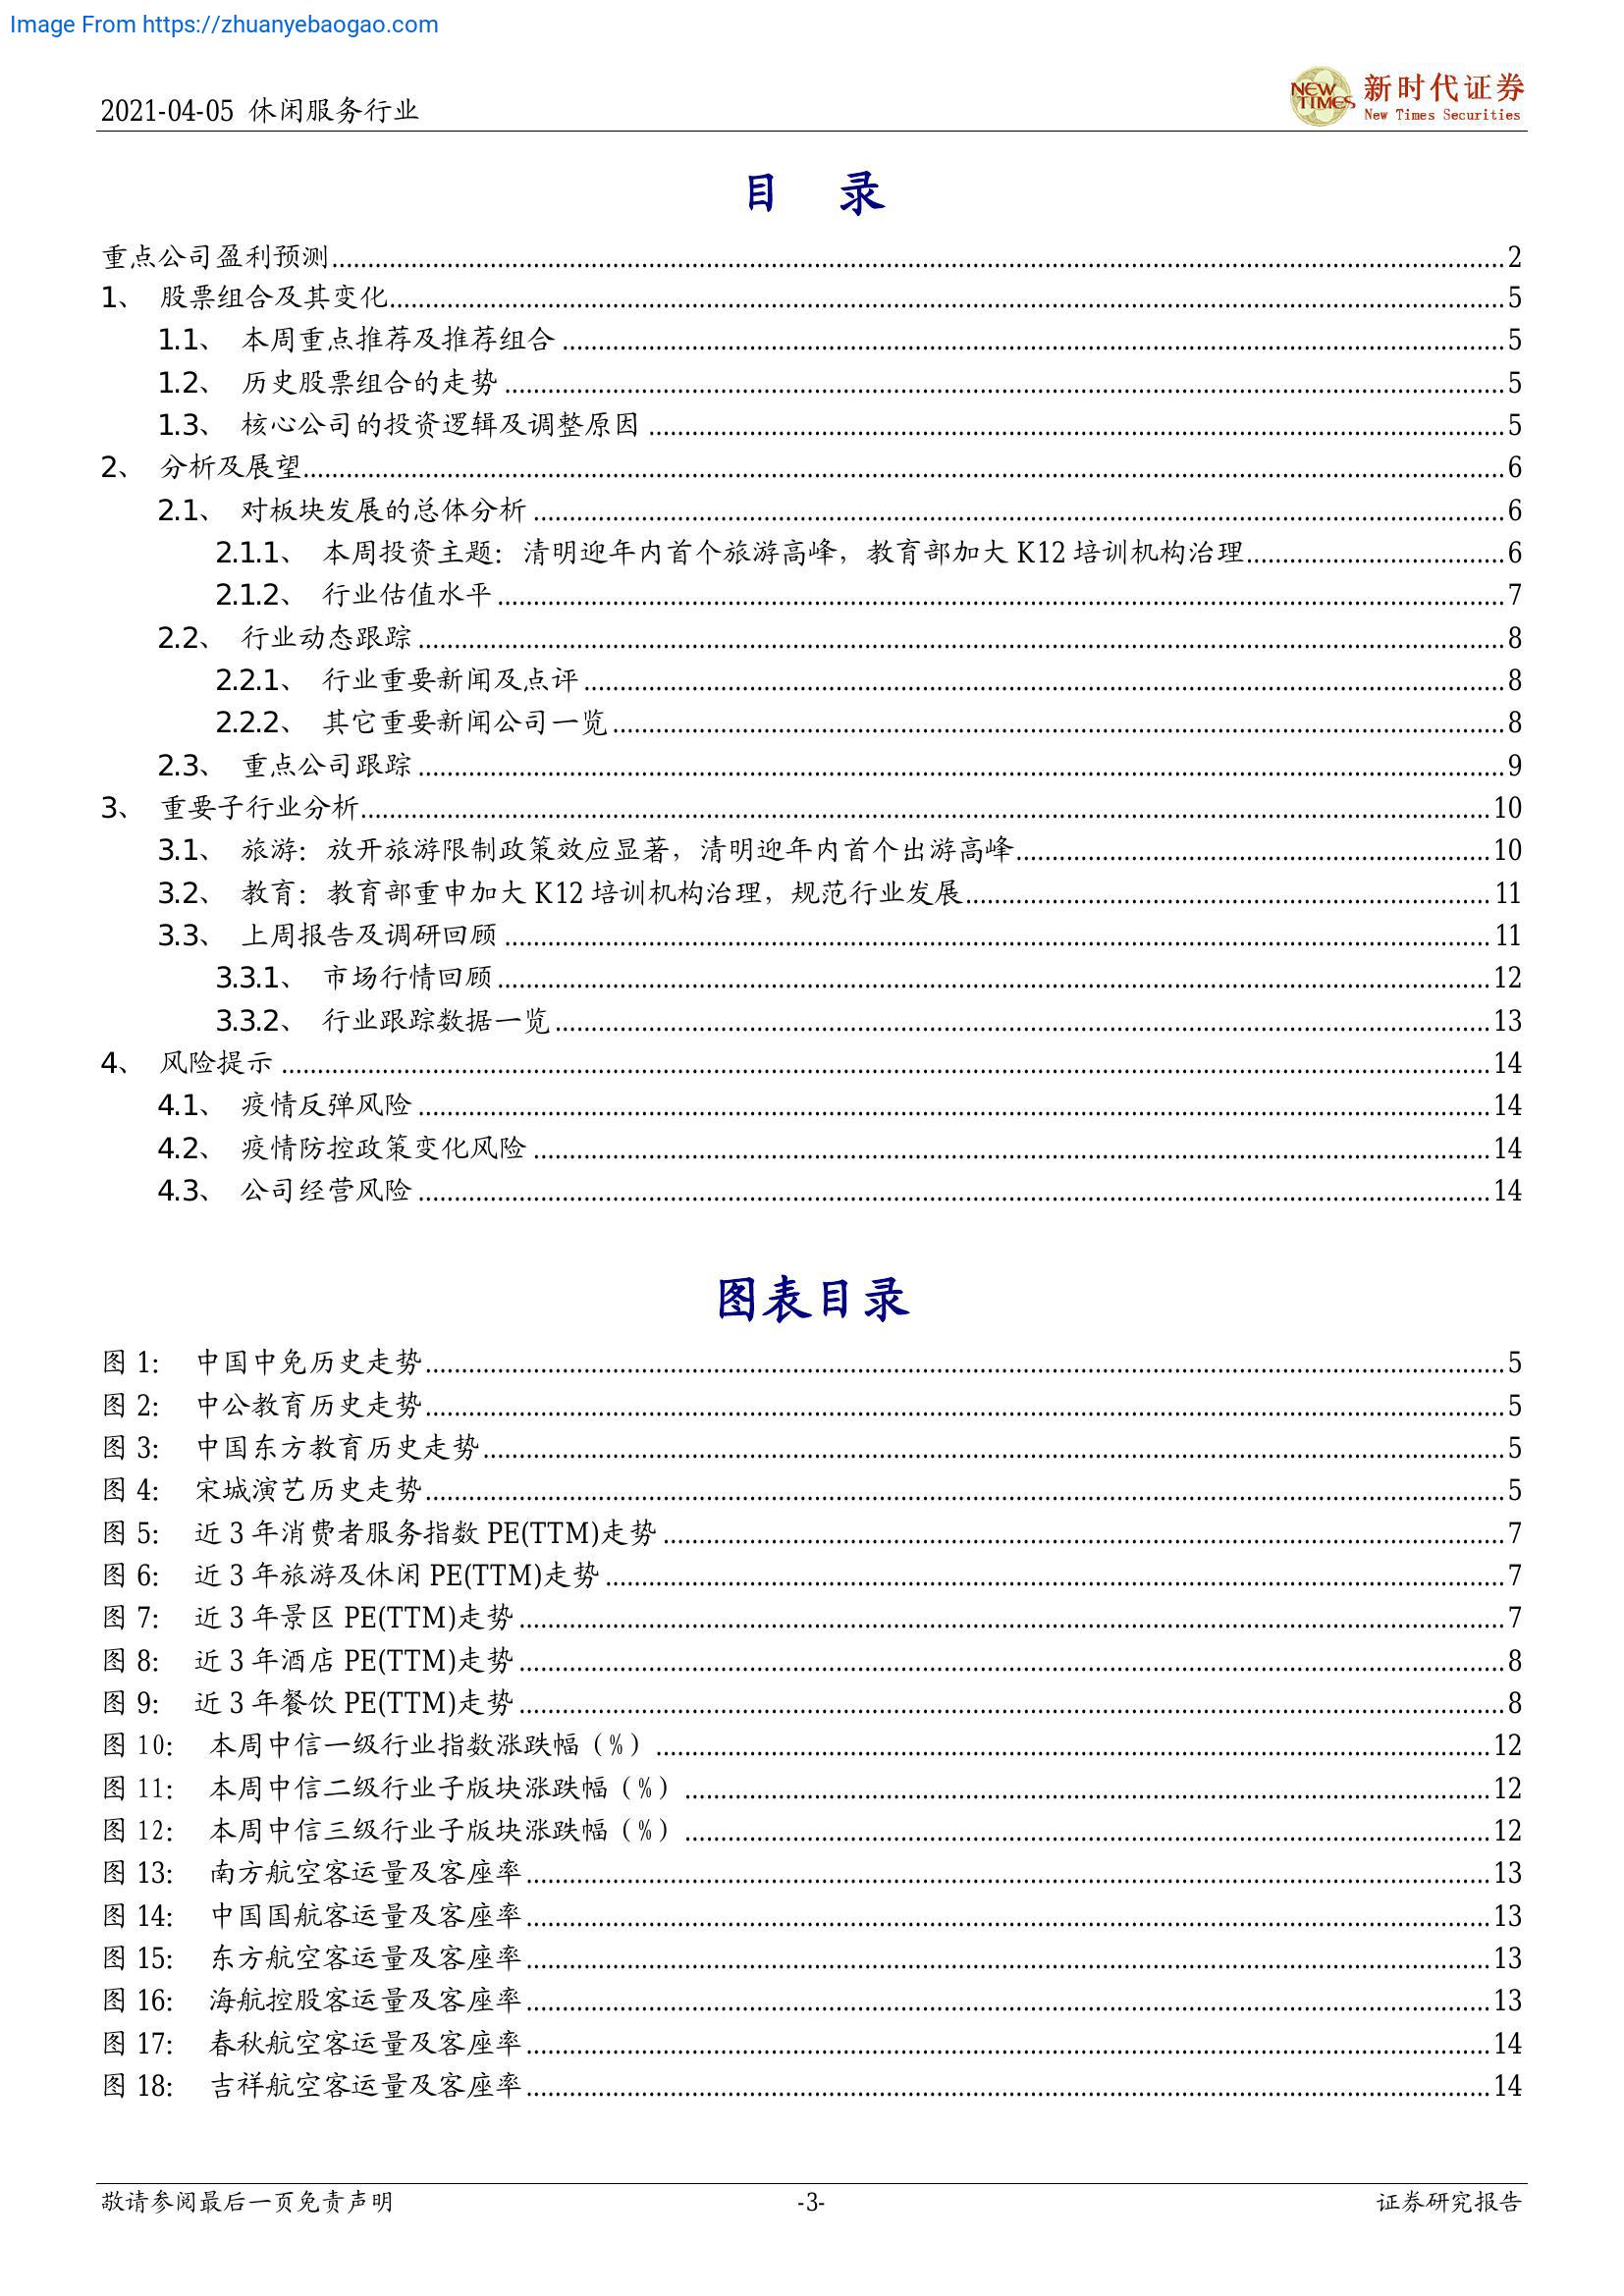 Image From https://zhuanyebaogao.com
2021-04-05 休闲服务行业
NEW TIMES
新时代证券
New Times Securities
目 录
重点公司盈利预测 2
1、 股票组合及其变化 5
1.1、 本周重点推荐及推荐组合 5
1.2、 历史股票组合的走势 5
1.3、 核心公司的投资逻辑及调整原因 5
2、 分析及展望 6
2.1、 对板块发展的总体分析 6
2.1.1、 本周投资主题：清明迎年内首个旅游高峰，教育部加大 K12 培训机构治理 6
2.1.2、 行业估值水平 7
2.2、 行业动态跟踪 8
2.2.1、 行业重要新闻及点评 8
2.2.2、 其它重要新闻公司一览 8
2.3、 重点公司跟踪 9
3、 重要子行业分析 10
3.1、 旅游：放开旅游限制政策效应显著，清明迎年内首个出游高峰 10
3.2、 教育：教育部重申加大 K12 培训机构治理，规范行业发展 11
3.3、 上周报告及调研回顾 11
3.3.1、 市场行情回顾 12
3.3.2、 行业跟踪数据一览 13
4、 风险提示 14
4.1、 疫情反弹风险 14
4.2、 疫情防控政策变化风险 14
4.3、 公司经营风险 14
图表目录
图 1： 中国中免历史走势 5
图 2： 中公教育历史走势 5
图 3： 中国东方教育历史走势 5
图 4： 宋城演艺历史走势 5
图 5： 近 3 年消费者服务指数 PE(TTM)走势 7
图 6： 近 3 年旅游及休闲 PE(TTM)走势 7
图 7： 近 3 年景区 PE(TTM)走势 7
图 8： 近 3 年酒店 PE(TTM)走势 8
图 9： 近 3 年餐饮 PE(TTM)走势 8
图 10： 本周中信一级行业指数涨跌幅（%） 12
图 11： 本周中信二级行业子版块涨跌幅（%） 12
图 12： 本周中信三级行业子版块涨跌幅（%） 12
图 13： 南方航空客运量及客座率 13
图 14： 中国国航客运量及客座率 13
图 15： 东方航空客运量及客座率 13
图 16： 海航控股客运量及客座率 13
图 17： 春秋航空客运量及客座率 14
图 18： 吉祥航空客运量及客座率 14
敬请参阅最后一页免责声明 -3- 证券研究报告